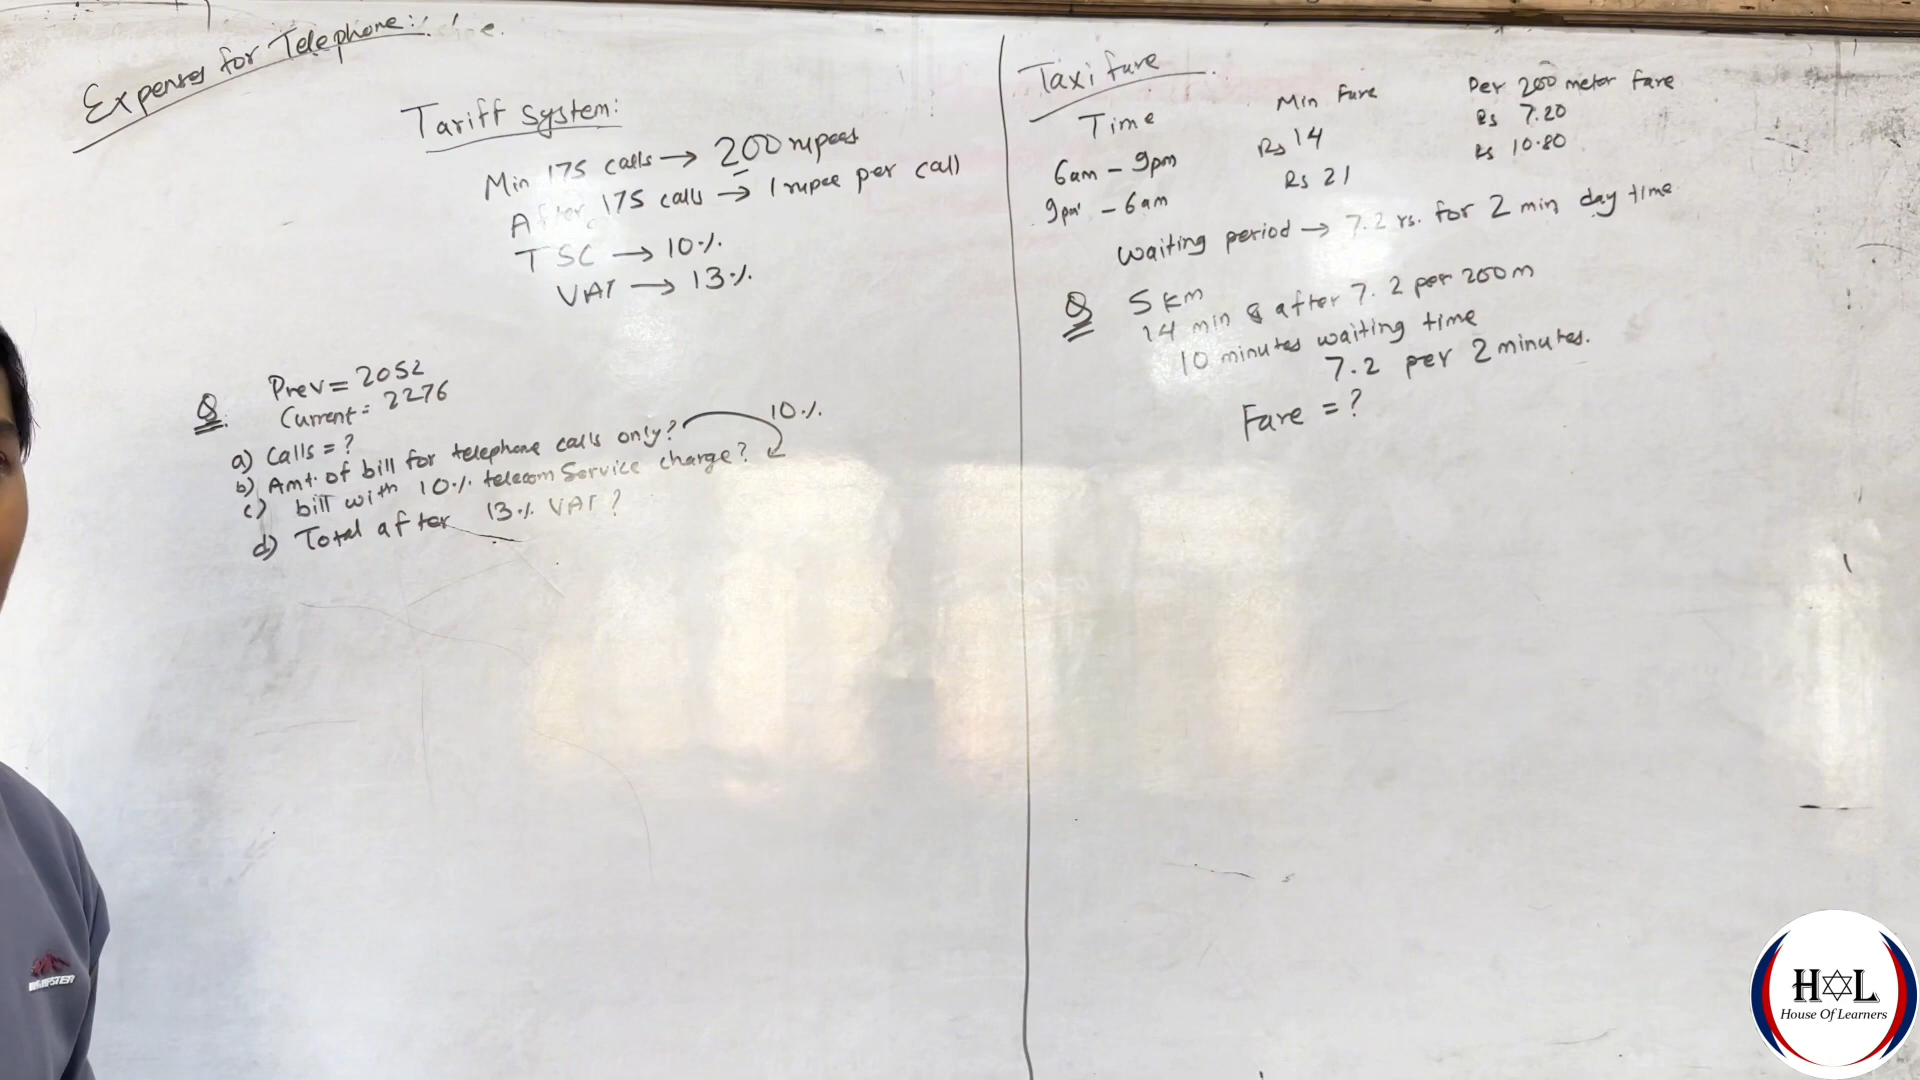 Expenses for Telephone:
Tariff System:
Min 175 calls → 200 rupees
After 175 calls → 1 rupee per call
TSC → 10%
VAT → 13%
Q. Prev = 2052
Current = 2276
a) Calls = ?
b) Amt. of bill for telephone calls only? 10%
c) bill with 10% telecom Service charge?
d) Total after 13% VAT?
Taxi fare
Time Min Fare Per 200 meter fare
6am - 9pm Rs 14 Rs 7.20
9pm - 6am Rs 21 Rs 10.80
Waiting period → 7.2 rs. for 2 min day time
Q 5 km
14 min & after 7.2 per 200m
10 minutes waiting time
7.2 per 2 minutes.
Fare = ?
H L
House Of Learners